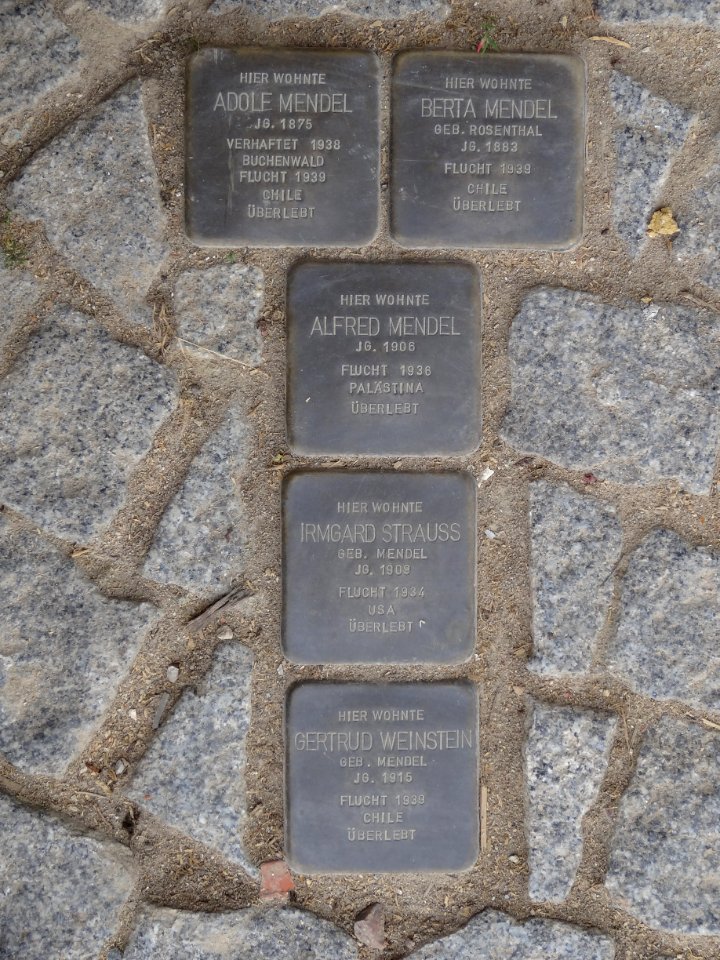 HIER WOHNTE
ADOLF MENDEL
JG. 1875
VERHAFTET 1938
BUCHENWALD
FLUCHT 1939
CHILE
ÜBERLEBT
HIER WOHNTE
BERTA MENDEL
GEB. ROSENTHAL
JG. 1883
FLUCHT 1939
CHILE
ÜBERLEBT
HIER WOHNTE
ALFRED MENDEL
JG. 1906
FLUCHT 1936
PALÄSTINA
ÜBERLEBT
HIER WOHNTE
IRMGARD STRAUSS
GEB. MENDEL
JG. 1909
FLUCHT 1934
USA
ÜBERLEBT
HIER WOHNTE
GERTRUD WEINSTEIN
GEB. MENDEL
JG. 1915
FLUCHT 1939
CHILE
ÜBERLEBT